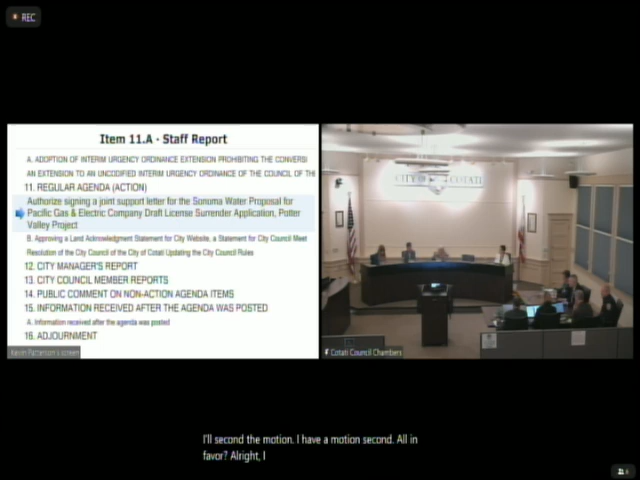 REC
Item 11.A - Staff Report
A. ADOPTION OF INTERIM URGENCY ORDINANCE EXTENSION PROHIBITING THE CONVERSI
AN EXTENSION TO AN UNCODIFIED INTERIM URGENCY ORDINANCE OF THE COUNCIL OF TH
11. REGULAR AGENDA (ACTION)
Authorize signing a joint support letter for the Sonoma Water Proposal for
Pacific Gas & Electric Company Draft License Surrender Application, Potter
Valley Project
B. Approving a Land Acknowledgment Statement for City Website, a Statement for City Council Meet
Resolution of the City Council of the City of Cotati Updating the City Council Rules
12. CITY MANAGER'S REPORT
13. CITY COUNCIL MEMBER REPORTS
14. PUBLIC COMMENT ON NON-ACTION AGENDA ITEMS
15. INFORMATION RECEIVED AFTER THE AGENDA WAS POSTED
A. Information received after the agenda was posted
16. ADJOURNMENT
Kevin Patterson's screen
CITY OF COTATI
Cotati Council Chambers
I'll second the motion. I have a motion second. All in
favor? Alright, I